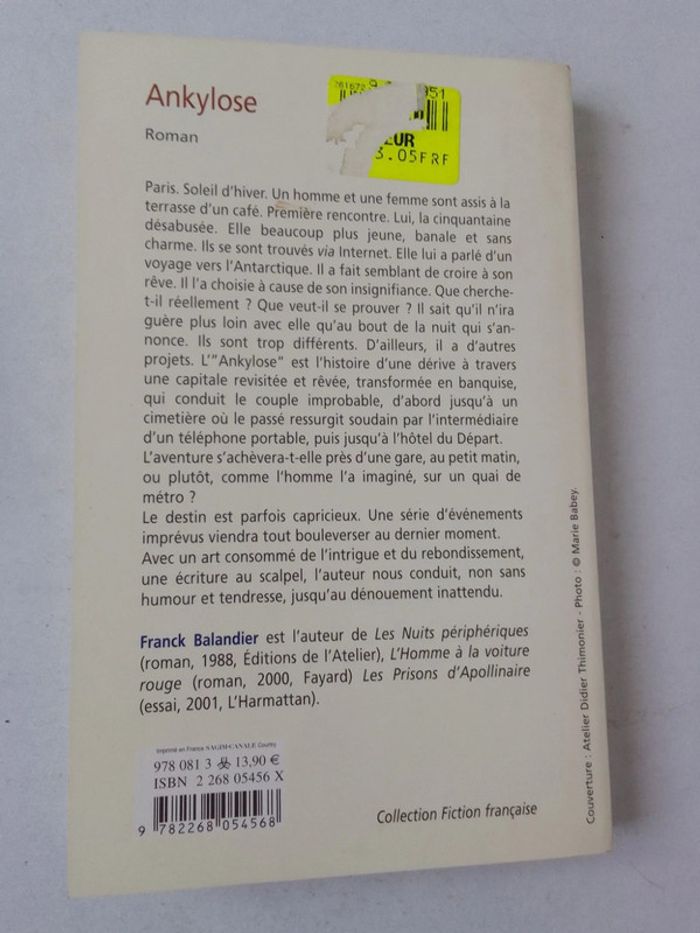 Ankylose
Roman
EUR
3.05FRF
Paris. Soleil d'hiver. Un homme et une femme sont assis à la
terrasse d'un café. Première rencontre. Lui, la cinquantaine
désabusée. Elle beaucoup plus jeune, banale et sans
charme. Ils se sont trouvés via Internet. Elle lui a parlé d'un
voyage vers l'Antarctique. Il a fait semblant de croire à son
rêve. Il l'a choisie à cause de son insignifiance. Que cherche-
t-il réellement ? Que veut-il se prouver ? Il sait qu'il n'ira
guère plus loin avec elle qu'au bout de la nuit qui s'an-
nonce. Ils sont trop différents. D'ailleurs, il a d'autres
projets. L'"Ankylose" est l'histoire d'une dérive à travers
une capitale revisitée et rêvée, transformée en banquise,
qui conduit le couple improbable, d'abord jusqu'à un
cimetière où le passé ressurgit soudain par l'intermédiaire
d'un téléphone portable, puis jusqu'à l'hôtel du Départ.
L'aventure s'achèvera-t-elle près d'une gare, au petit matin,
ou plutôt, comme l'homme l'a imaginé, sur un quai de
métro ?
Le destin est parfois capricieux. Une série d'événements
imprévus viendra tout bouleverser au dernier moment.
Avec un art consommé de l'intrigue et du rebondissement,
une écriture au scalpel, l'auteur nous conduit, non sans
humour et tendresse, jusqu'au dénouement inattendu.
Franck Balandier est l'auteur de Les Nuits périphériques
(roman, 1988, Éditions de l'Atelier), L'Homme à la voiture
rouge (roman, 2000, Fayard) Les Prisons d'Apollinaire
(essai, 2001, L'Harmattan).
Imprimé en France SAGIM•CANALE Courtry
978 081 3 13,90 €
ISBN 2 268 05456 X
9 782268 054568
Collection Fiction française
Couverture : Atelier Didier Thimonier - Photo : © Marie Babey.